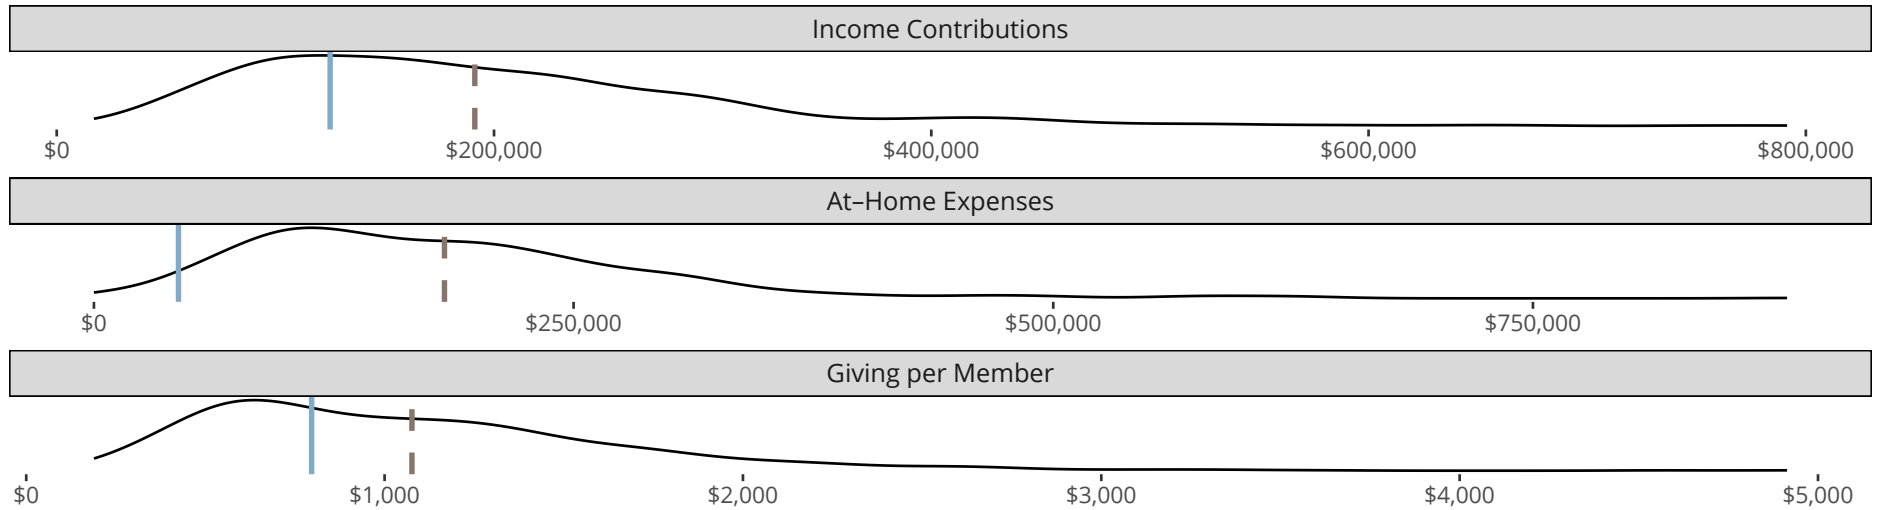 Income Contributions
$0 $200,000 $400,000 $600,000 $800,000
At–Home Expenses
$0 $250,000 $500,000 $750,000
Giving per Member
$0 $1,000 $2,000 $3,000 $4,000 $5,000